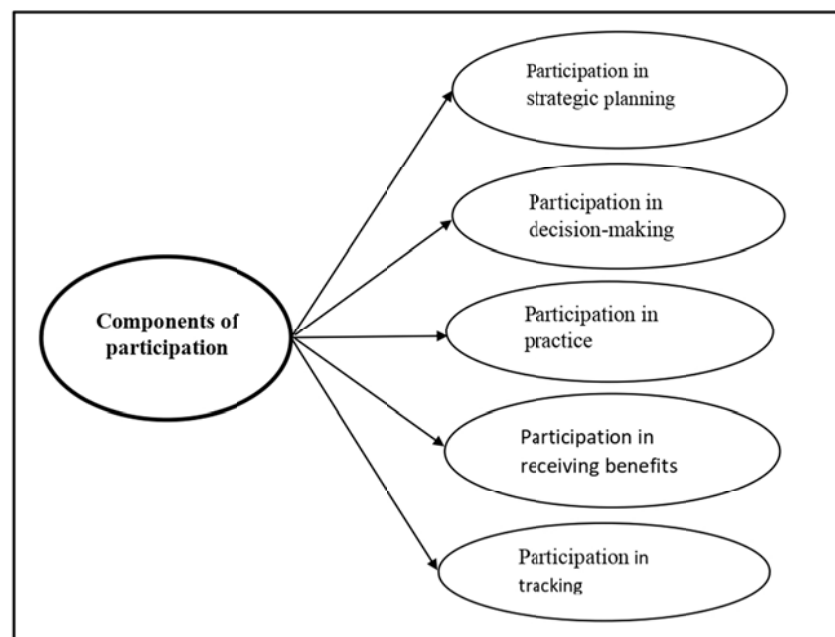 Participation in
strategic planning
Participation in
decision-making
Components of
participation
Participation in
practice
Participation in
receiving benefits
Participation in
tracking